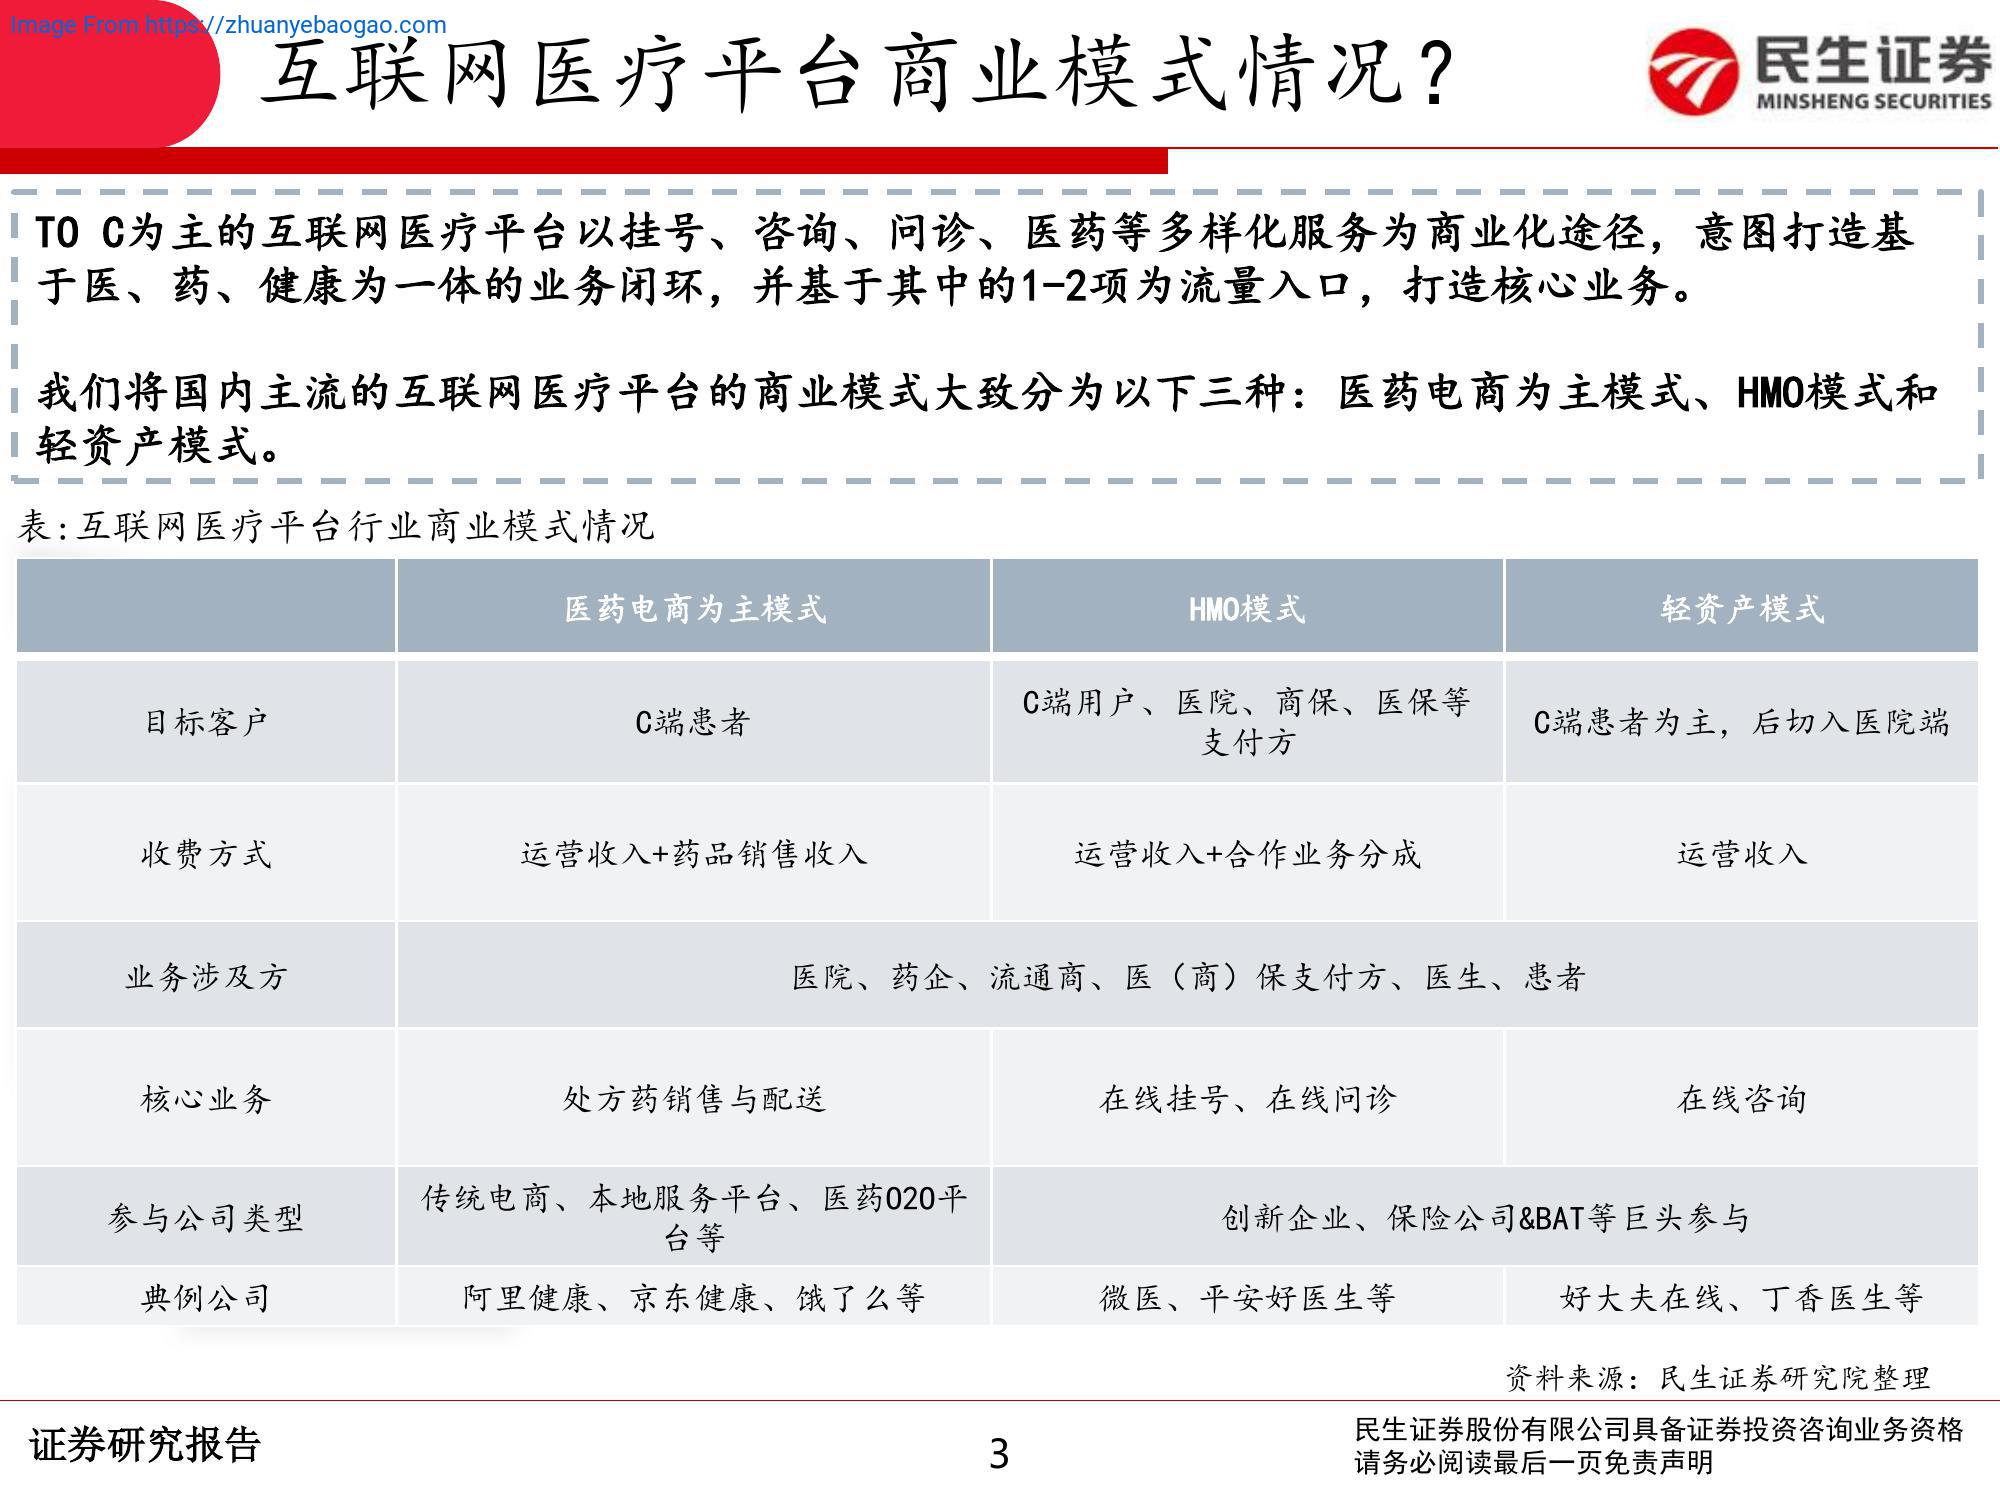 Image From https://zhuanyebaogao.com
互联网医疗平台商业模式情况？
民生证券
MINSHENG SECURITIES
TO C为主的互联网医疗平台以挂号、咨询、问诊、医药等多样化服务为商业化途径，意图打造基
于医、药、健康为一体的业务闭环，并基于其中的1-2项为流量入口，打造核心业务。
我们将国内主流的互联网医疗平台的商业模式大致分为以下三种：医药电商为主模式、HMO模式和
轻资产模式。
表:互联网医疗平台行业商业模式情况
医药电商为主模式
HMO模式
轻资产模式
目标客户
C端患者
C端用户、医院、商保、医保等
支付方
C端患者为主，后切入医院端
收费方式
运营收入+药品销售收入
运营收入+合作业务分成
运营收入
业务涉及方
医院、药企、流通商、医（商）保支付方、医生、患者
核心业务
处方药销售与配送
在线挂号、在线问诊
在线咨询
参与公司类型
传统电商、本地服务平台、医药O2O平
台等
创新企业、保险公司&BAT等巨头参与
典例公司
阿里健康、京东健康、饿了么等
微医、平安好医生等
好大夫在线、丁香医生等
资料来源：民生证券研究院整理
证券研究报告
3
民生证券股份有限公司具备证券投资咨询业务资格
请务必阅读最后一页免责声明